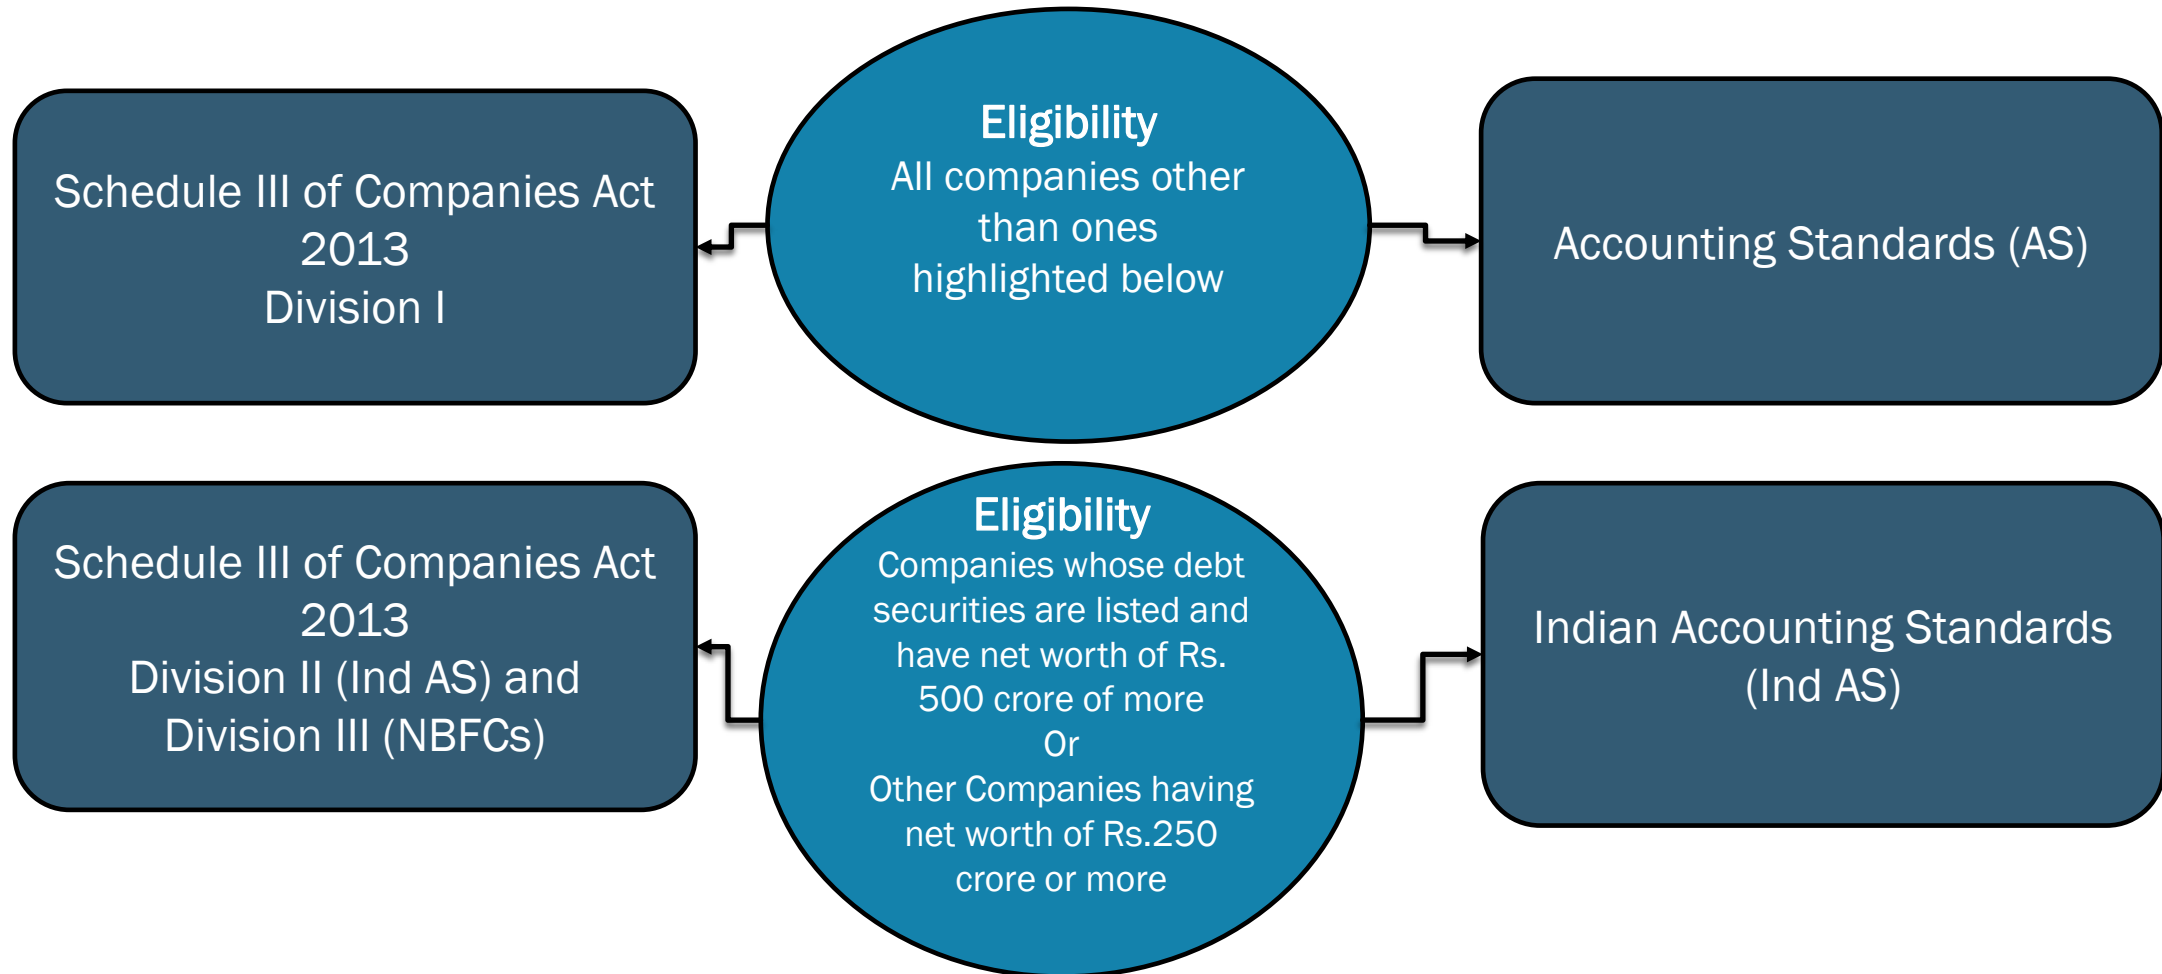 Schedule III of Companies Act
2013
Division I
Eligibility
All companies other
than ones
highlighted below
Accounting Standards (AS)
Schedule III of Companies Act
2013
Division II (Ind AS) and
Division III (NBFCs)
Eligibility
Companies whose debt
securities are listed and
have net worth of Rs.
500 crore of more
Or
Other Companies having
net worth of Rs.250
crore or more
Indian Accounting Standards
(Ind AS)